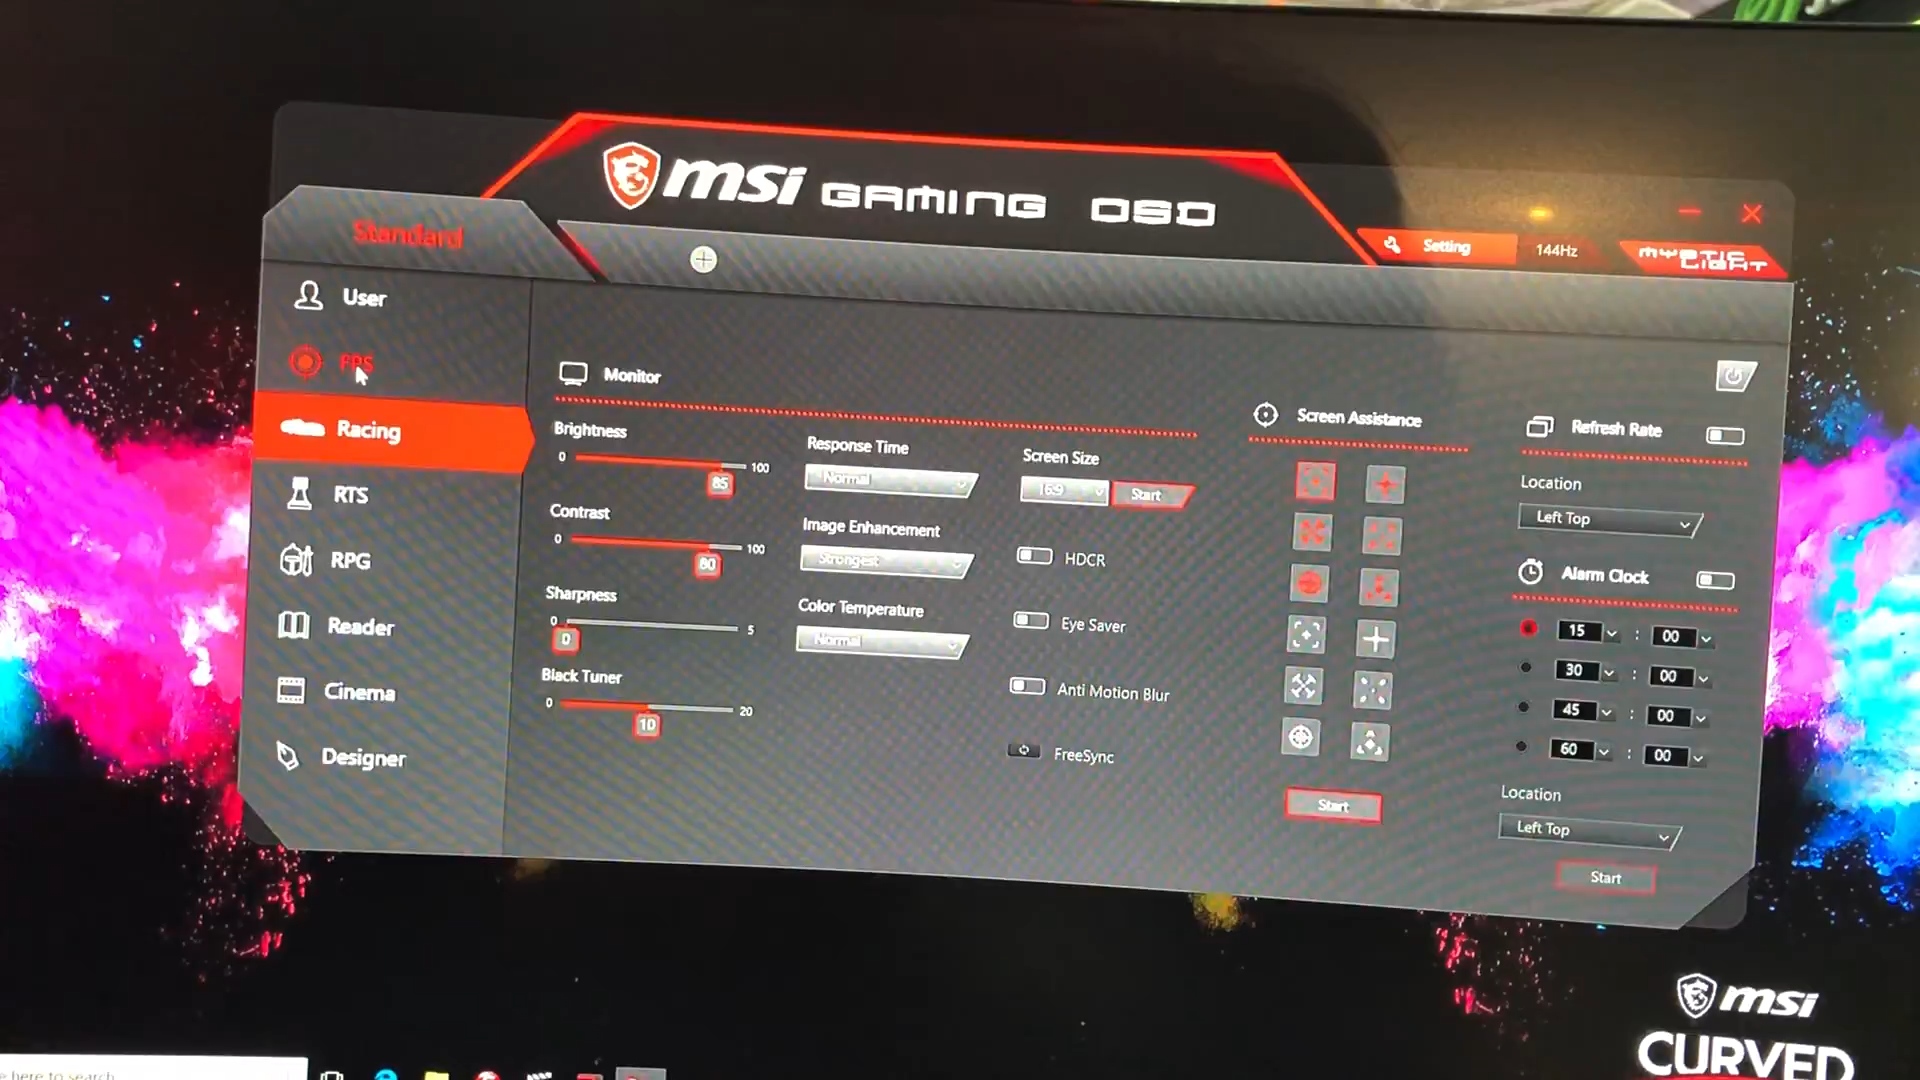 msi GAMING OSD
Standard
Setting
144Hz
MYSTIC LIGHT
User
FPS
Racing
RTS
RPG
Reader
Cinema
Designer
Monitor
Brightness
0
100
85
Contrast
0
100
80
Sharpness
0
5
0
Black Tuner
0
20
10
Response Time
Normal
Image Enhancement
Strongest
Color Temperature
Normal
Screen Size
16:9
Start
HDCR
Eye Saver
Anti Motion Blur
FreeSync
Screen Assistance
Start
Refresh Rate
Location
Left Top
Alarm Clock
15 : 00
30 : 00
45 : 00
60 : 00
Location
Left Top
Start
msi
CURVED
e here to search